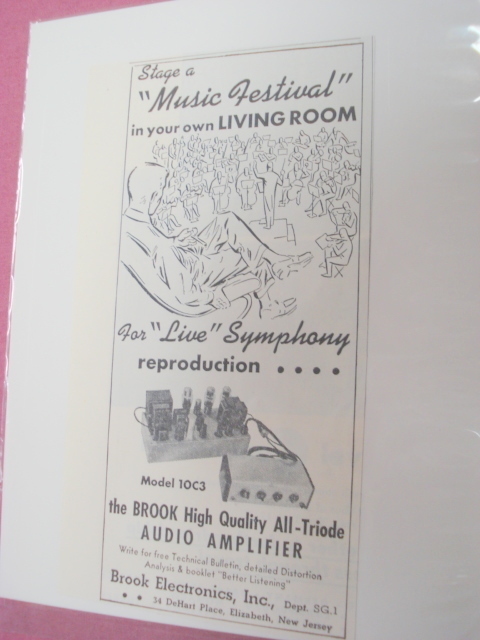 Stage a
"Music Festival"
in your own LIVING ROOM
For "Live" Symphony
reproduction . . . .
Model 10C3
the BROOK High Quality All-Triode
AUDIO AMPLIFIER
Write for free Technical Bulletin, detailed Distortion
Analysis & booklet "Better Listening"
Brook Electronics, Inc., Dept. SG.1
• • 34 DeHart Place, Elizabeth, New Jersey